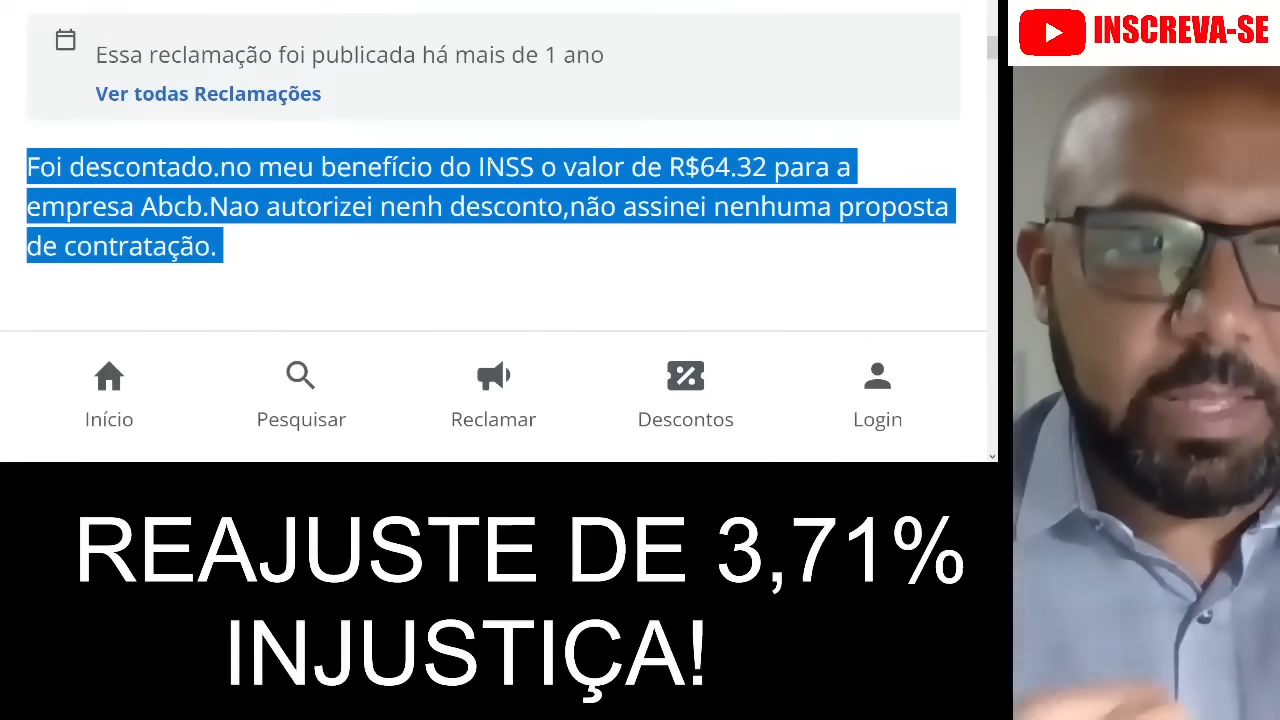 INSCREVA-SE
Essa reclamação foi publicada há mais de 1 ano
Ver todas Reclamações
Foi descontado.no meu benefício do INSS o valor de R$64.32 para a
empresa Abcb.Nao autorizei nenh desconto,não assinei nenhuma proposta
de contratação.
Início
Pesquisar
Reclamar
Descontos
Login
REAJUSTE DE 3,71%
INJUSTIÇA!